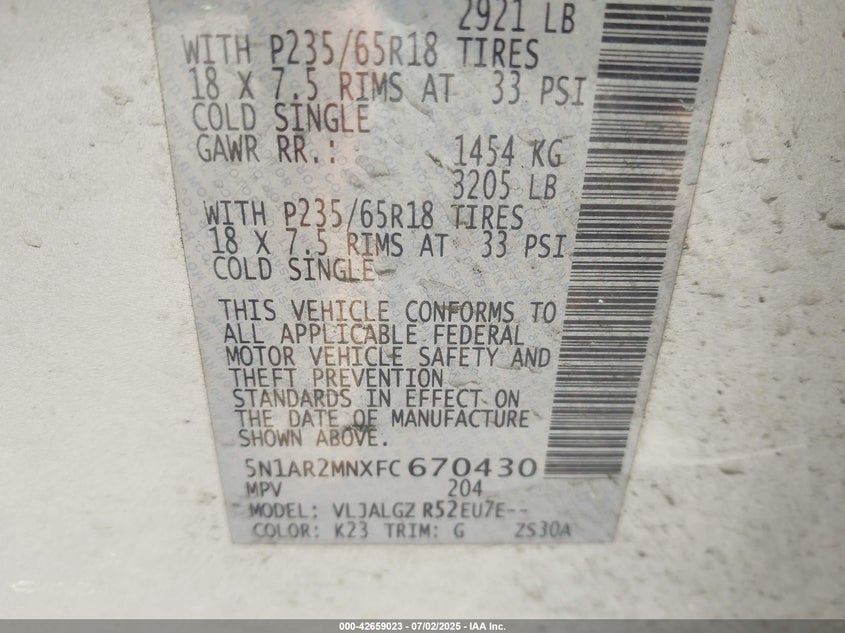 2921 LB
WITH P235/65R18 TIRES
18 X 7.5 RIMS AT 33 PSI
COLD SINGLE
GAWR RR.: 1454 KG
3205 LB
WITH P235/65R18 TIRES
18 X 7.5 RIMS AT 33 PSI
COLD SINGLE
THIS VEHICLE CONFORMS TO
ALL APPLICABLE FEDERAL
MOTOR VEHICLE SAFETY AND
THEFT PREVENTION
STANDARDS IN EFFECT ON
THE DATE OF MANUFACTURE
SHOWN ABOVE.
5N1AR2MNXFC670430
MPV 204
MODEL: VLJALGZ R52EU7E--
COLOR: K23 TRIM: G ZS30A
000-42659023 - 07/02/2025 - IAA Inc.